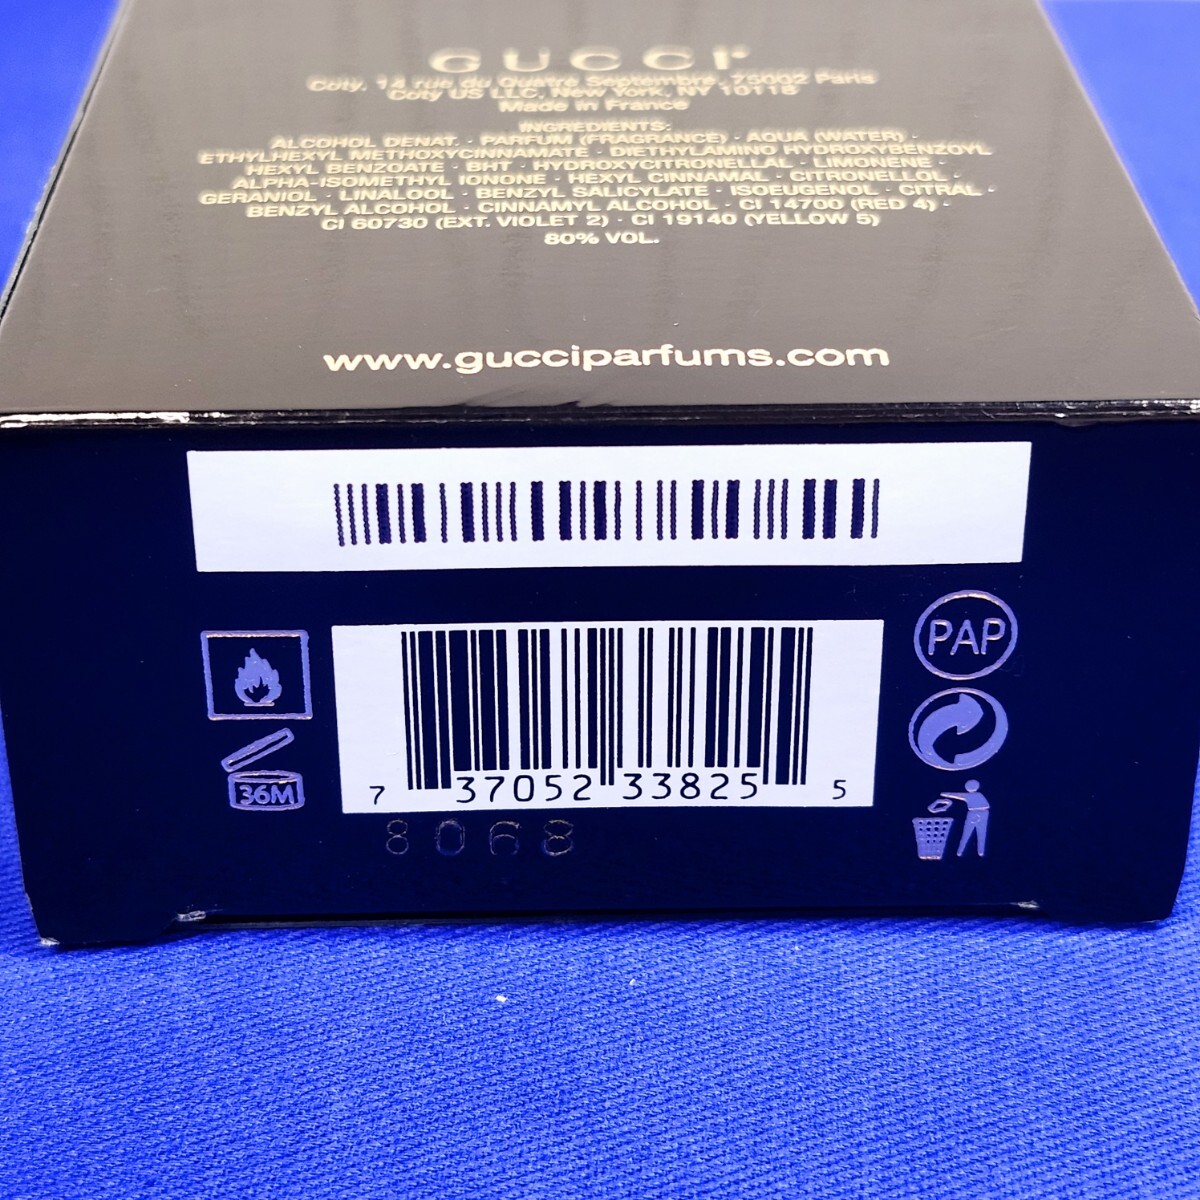 GUCCI®
Coty, 14 rue du Quatre Septembre, 75002 Paris
Coty US LLC, New York, NY 10118
Made in France
INGREDIENTS:
ALCOHOL DENAT. · PARFUM (FRAGRANCE) · AQUA (WATER) ·
ETHYLHEXYL METHOXYCINNAMATE · DIETHYLAMINO HYDROXYBENZOYL
HEXYL BENZOATE · BHT · HYDROXYCITRONELLAL · LIMONENE ·
ALPHA-ISOMETHYL IONONE · HEXYL CINNAMAL · CITRONELLOL ·
GERANIOL · LINALOOL · BENZYL SALICYLATE · ISOEUGENOL · CITRAL ·
BENZYL ALCOHOL · CINNAMYL ALCOHOL · CI 14700 (RED 4) ·
CI 60730 (EXT. VIOLET 2) · CI 19140 (YELLOW 5)
80% VOL.
www.gucciparfums.com
PAP
36M
7 37052 33825 5
8068